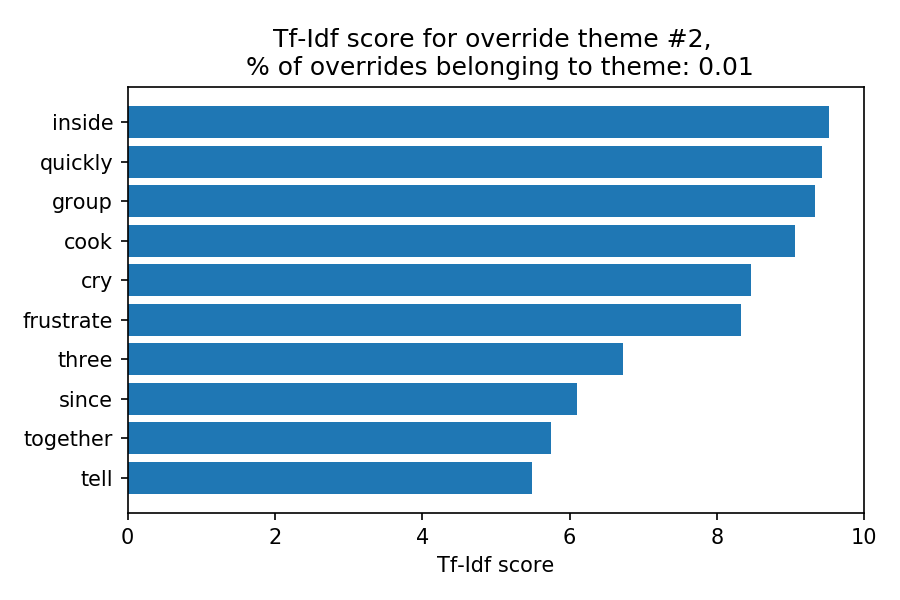 Tf-Idf score for override theme #2,
% of overrides belonging to theme: 0.01
inside
quickly
group
cook
cry
frustrate
three
since
together
tell
0 2 4 6 8 10
Tf-Idf score